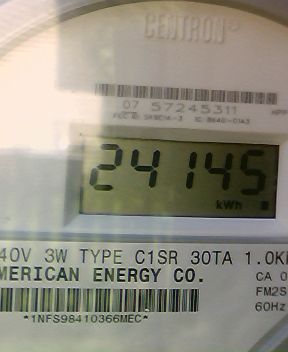 CENTRON
07 57245311
24145
kWh
40V 3W TYPE C1SR 30TA 1.0K
MERICAN ENERGY CO.
CA 0
FM2S
60Hz
*1NFS98410366MEC*